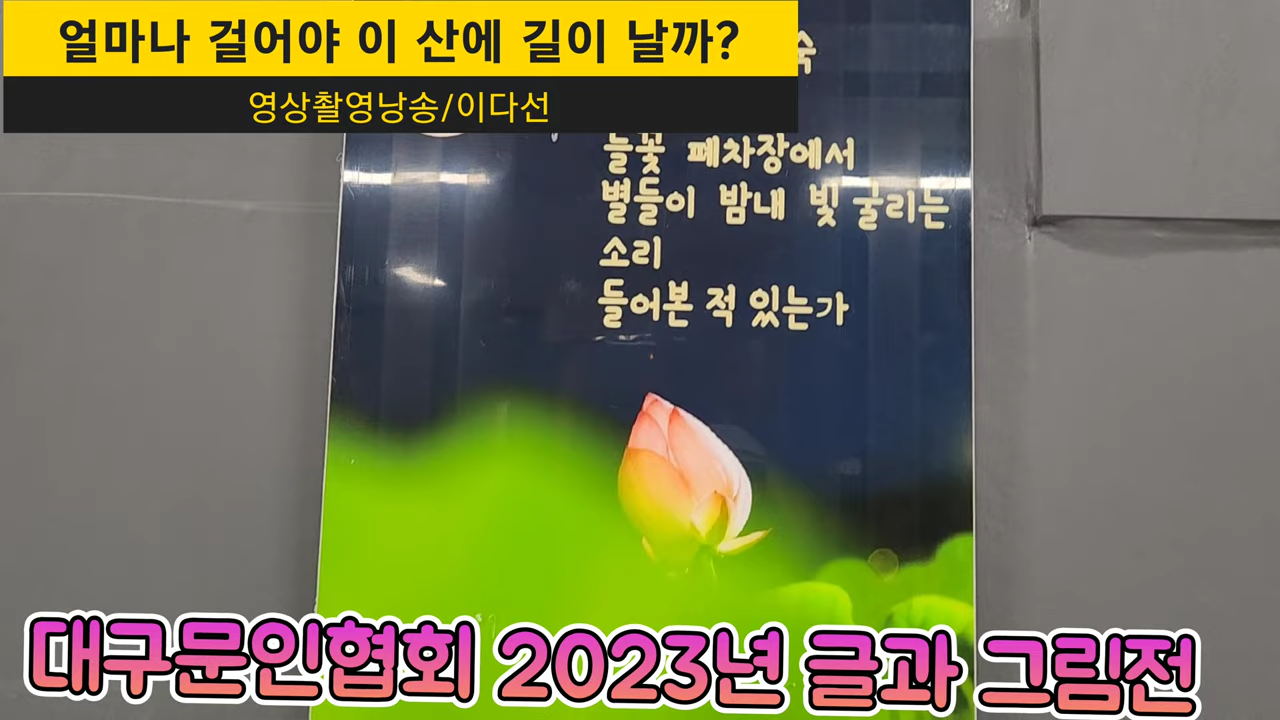 얼마나 걸어야 이 산에 길이 날까?
영상촬영낭송/이다선
숙
들꽃 폐차장에서
별들이 밤내 빛 굴리는
소리
들어본 적 있는가
대구문인협회 2023년 글과 그림전